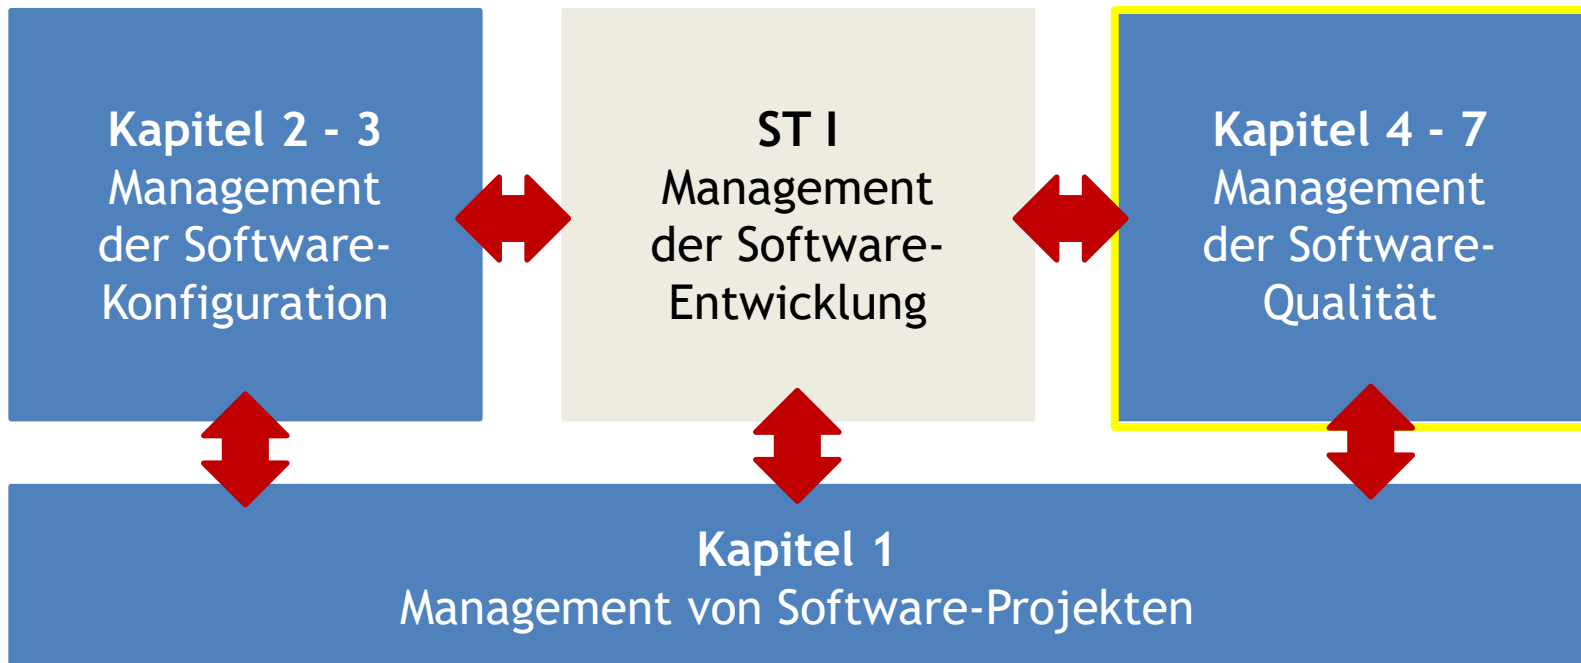 Kapitel 2 - 3
Management
der Software-
Konfiguration
ST I
Management
der Software-
Entwicklung
Kapitel 4 - 7
Management
der Software-
Qualität
Kapitel 1
Management von Software-Projekten